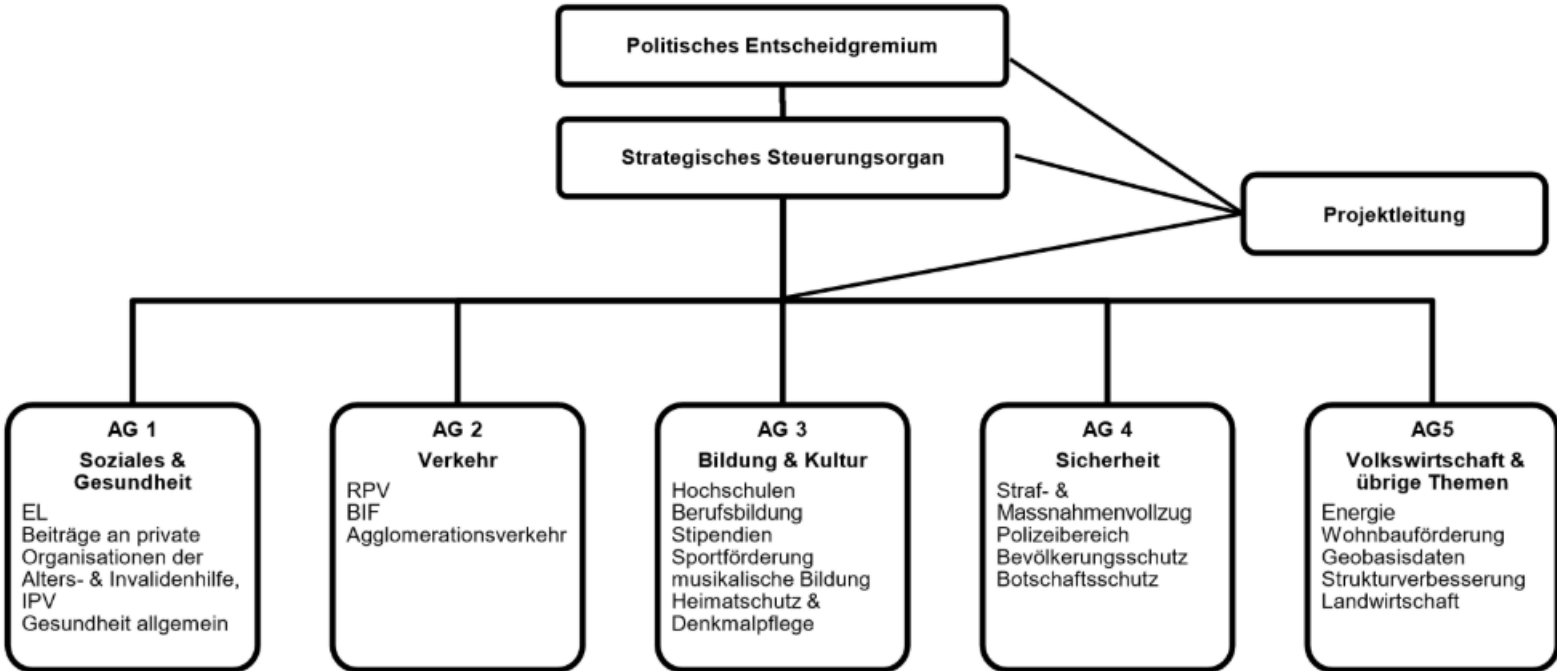 Politisches Entscheidgremium
Strategisches Steuerungsorgan
Projektleitung
AG 1
Soziales &
Gesundheit
EL
Beiträge an private
Organisationen der
Alters- & Invalidenhilfe,
IPV
Gesundheit allgemein
AG 2
Verkehr
RPV
BIF
Agglomerationsverkehr
AG 3
Bildung & Kultur
Hochschulen
Berufsbildung
Stipendien
Sportförderung
musikalische Bildung
Heimatschutz &
Denkmalpflege
AG 4
Sicherheit
Straf- &
Massnahmenvollzug
Polizeibereich
Bevölkerungsschutz
Botschaftsschutz
AG5
Volkswirtschaft &
übrige Themen
Energie
Wohnbauförderung
Geobasisdaten
Strukturverbesserung
Landwirtschaft